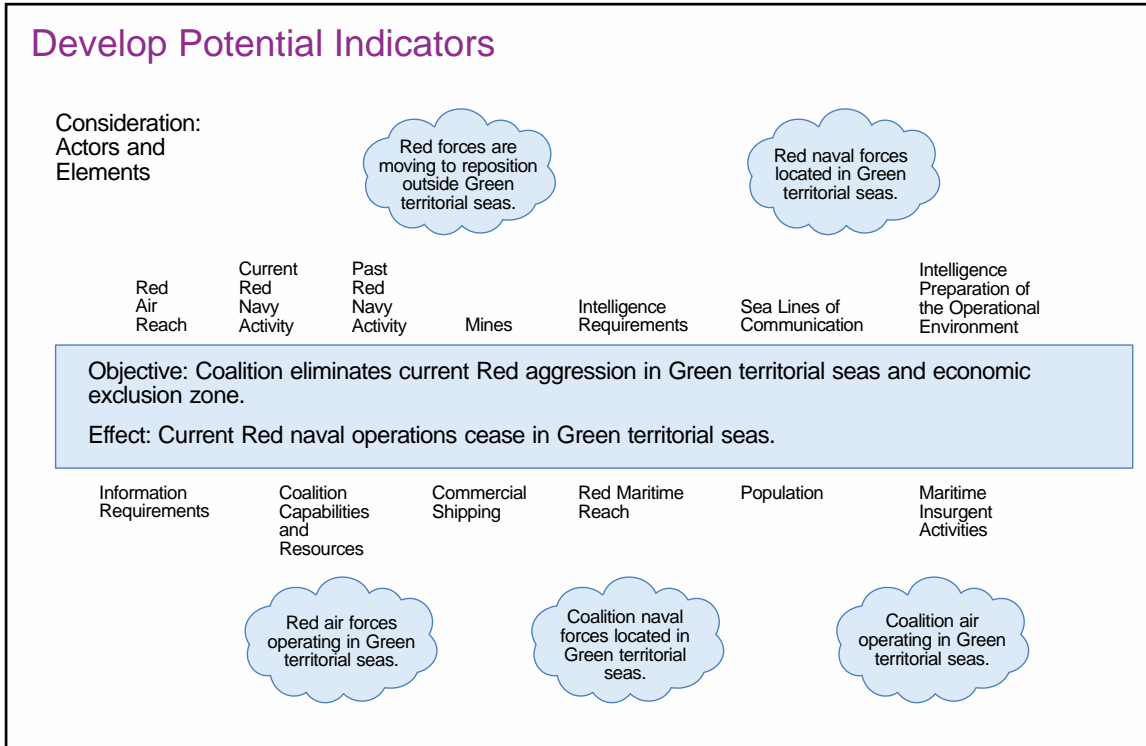 Develop Potential Indicators
Consideration:
Actors and
Elements
Red forces are
moving to reposition
outside Green
territorial seas.
Red naval forces
located in Green
territorial seas.
Red
Air
Reach
Current
Red
Navy
Activity
Past
Red
Navy
Activity
Mines
Intelligence
Requirements
Sea Lines of
Communication
Intelligence
Preparation of
the Operational
Environment
Objective: Coalition eliminates current Red aggression in Green territorial seas and economic
exclusion zone.
Effect: Current Red naval operations cease in Green territorial seas.
Information
Requirements
Coalition
Capabilities
and
Resources
Commercial
Shipping
Red Maritime
Reach
Population
Maritime
Insurgent
Activities
Red air forces
operating in Green
territorial seas.
Coalition naval
forces located in
Green territorial
seas.
Coalition air
operating in Green
territorial seas.